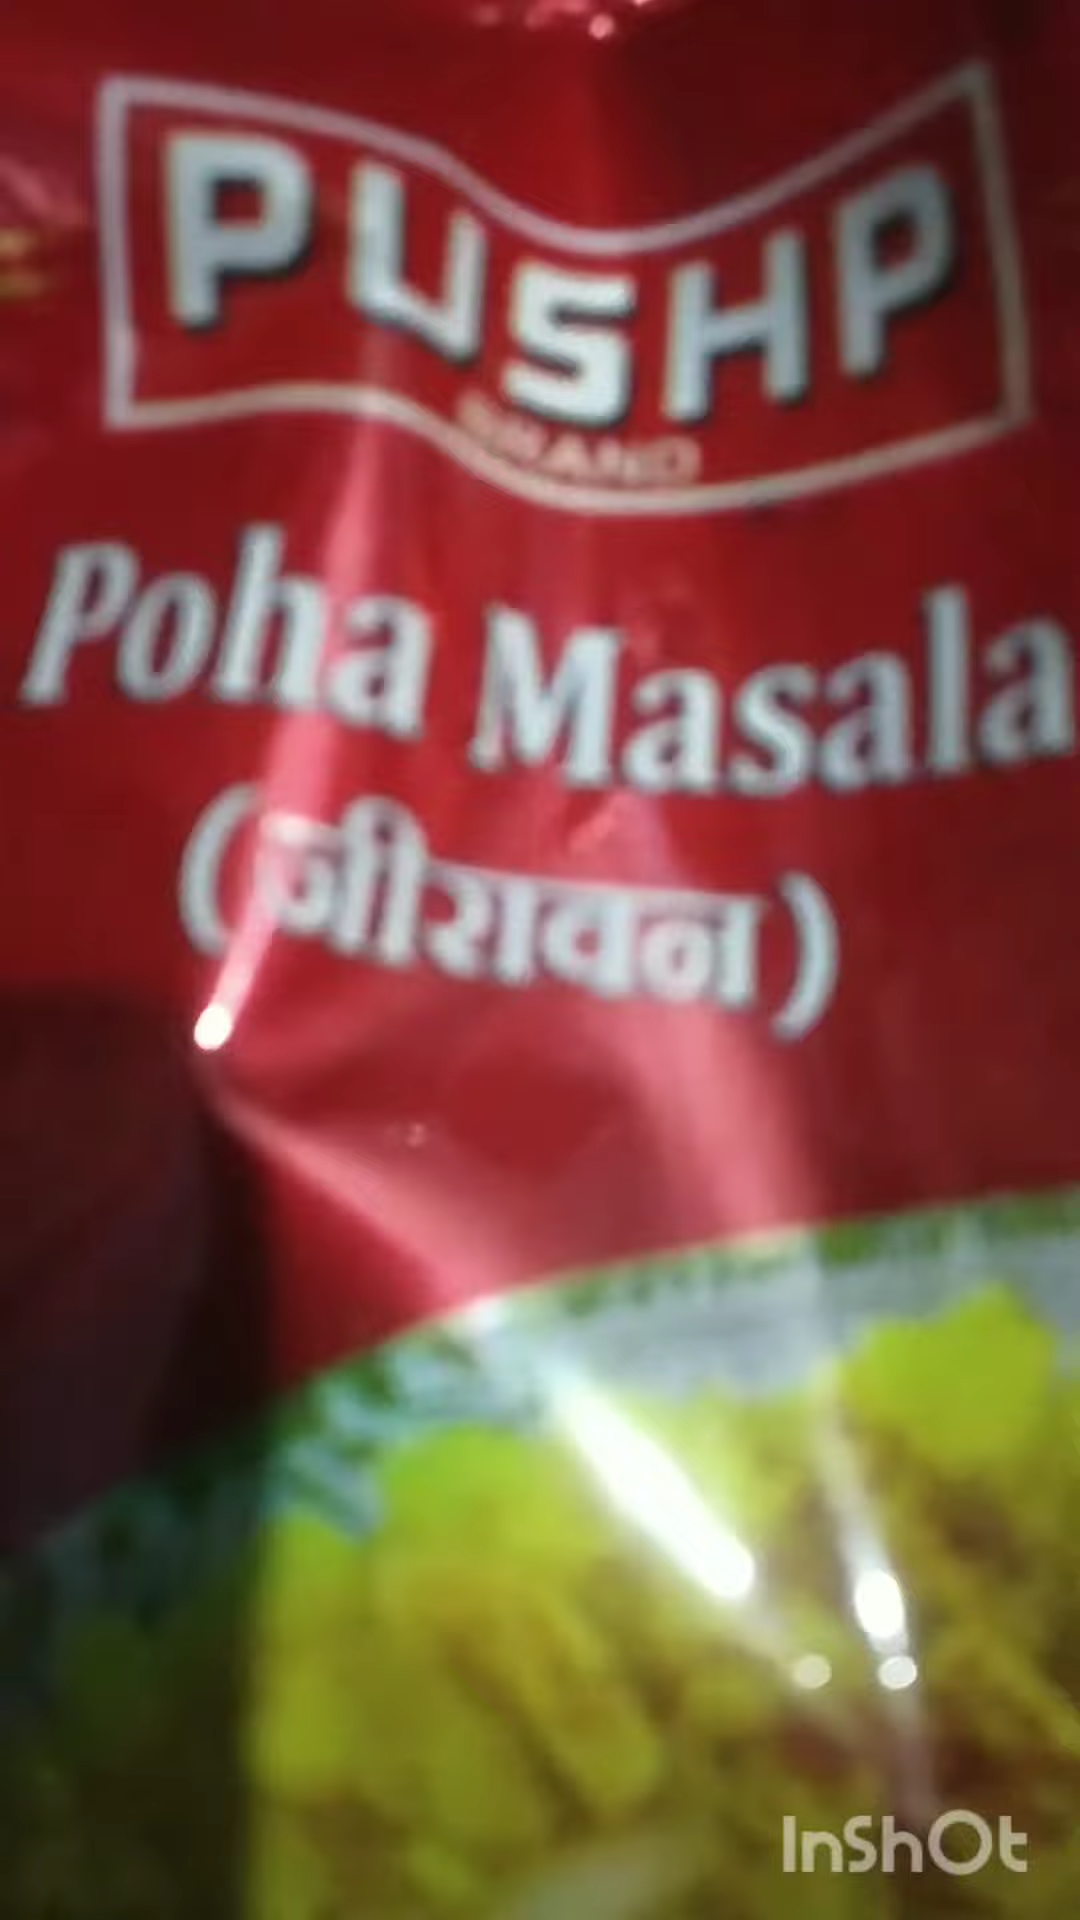 PUSHP
BRAND
Poha Masala
(जीरावन)
InShOt